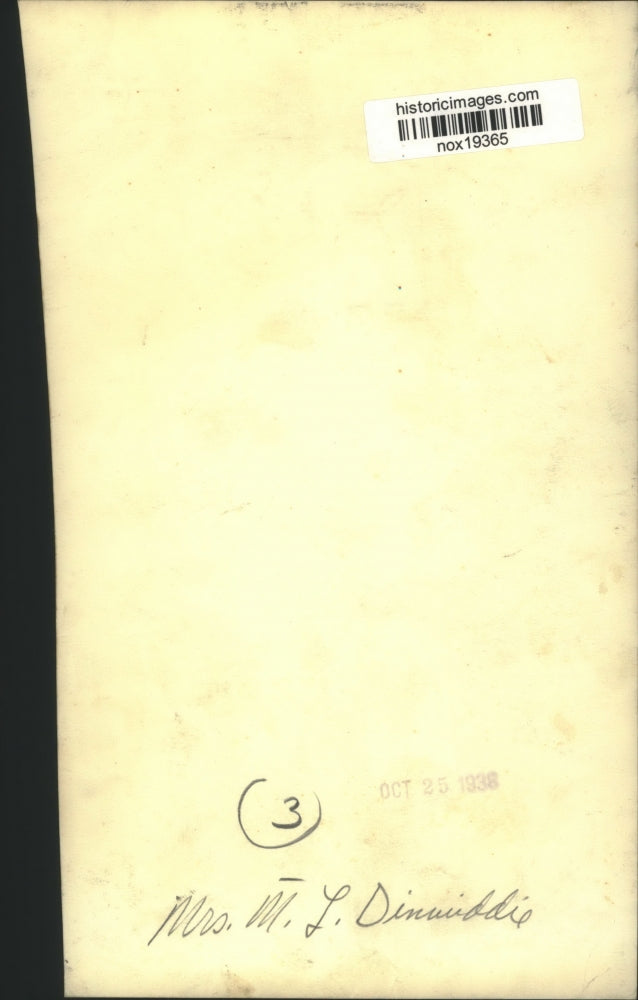 historicimages.com
nox19365
3
OCT 25 1938
Mrs. M. L. Dinwiddie